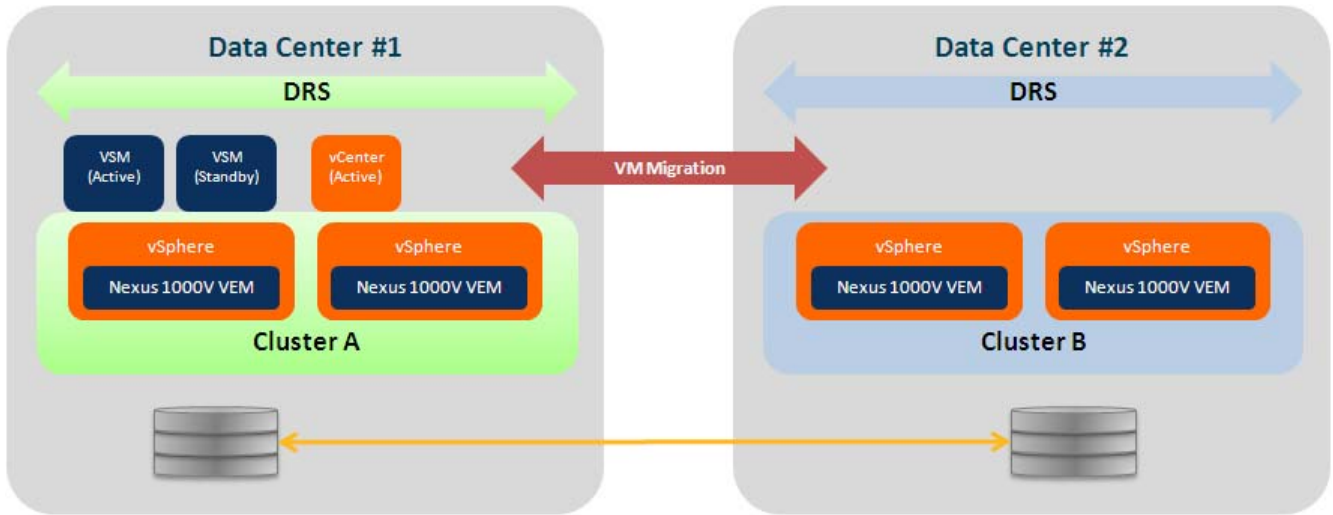 Data Center #1
DRS
VSM
(Active)
VSM
(Standby)
vCenter
(Active)
vSphere
Nexus 1000V VEM
vSphere
Nexus 1000V VEM
Cluster A
VM Migration
Data Center #2
DRS
vSphere
Nexus 1000V VEM
vSphere
Nexus 1000V VEM
Cluster B